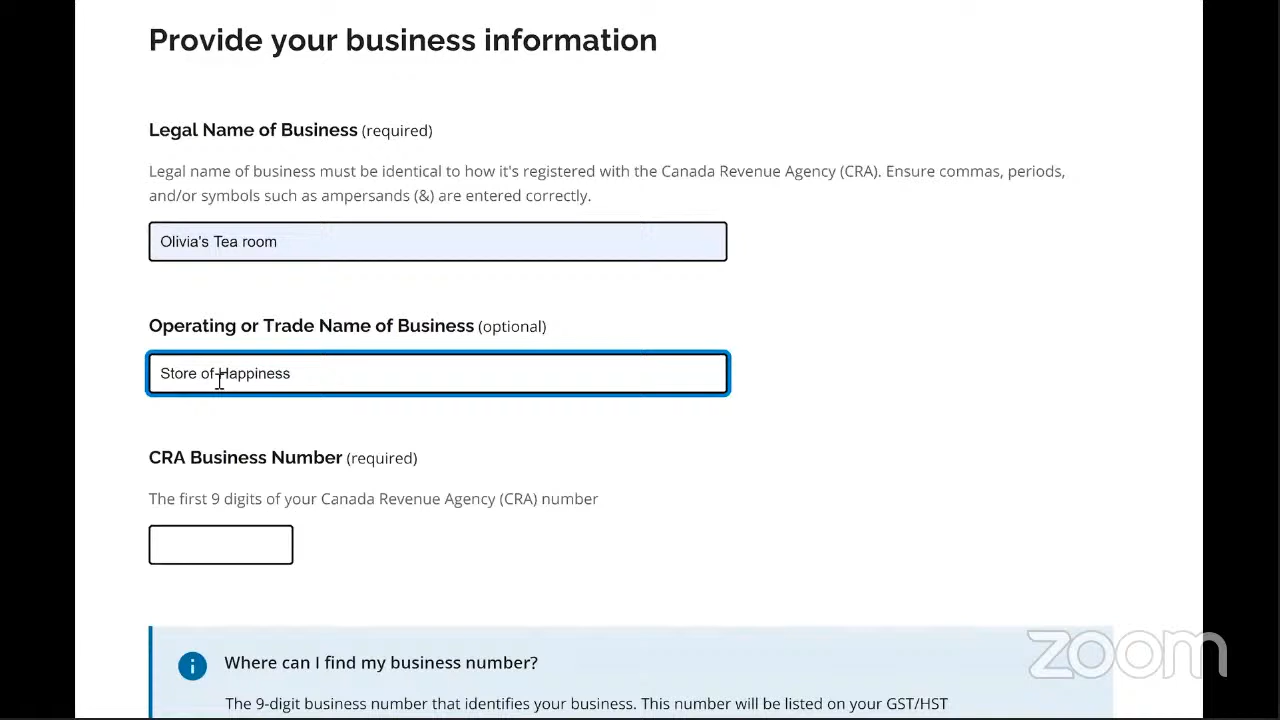 Provide your business information
Legal Name of Business (required)
Legal name of business must be identical to how it's registered with the Canada Revenue Agency (CRA). Ensure commas, periods,
and/or symbols such as ampersands (&) are entered correctly.
Olivia's Tea room
Operating or Trade Name of Business (optional)
Store of Happiness
CRA Business Number (required)
The first 9 digits of your Canada Revenue Agency (CRA) number
Where can I find my business number?
The 9-digit business number that identifies your business. This number will be listed on your GST/HST
zoom